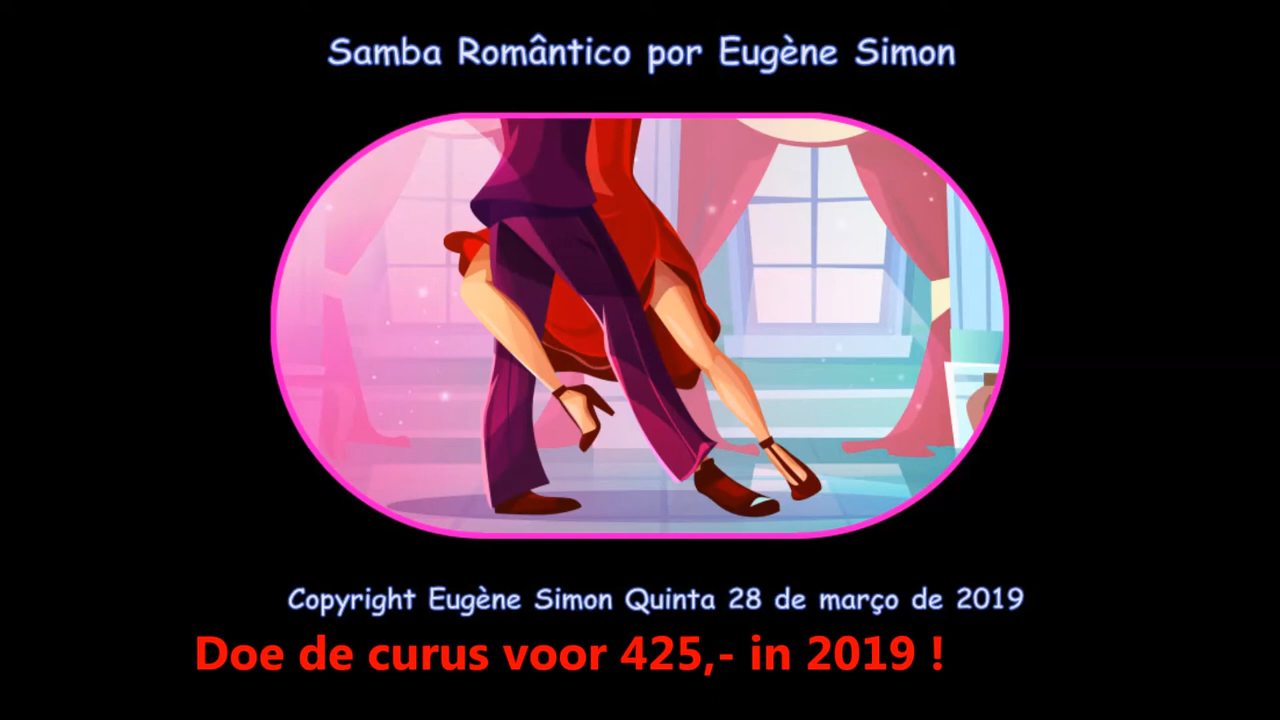 Samba Romântico por Eugène Simon
Copyright Eugène Simon Quinta 28 de março de 2019
Doe de curus voor 425,- in 2019 !